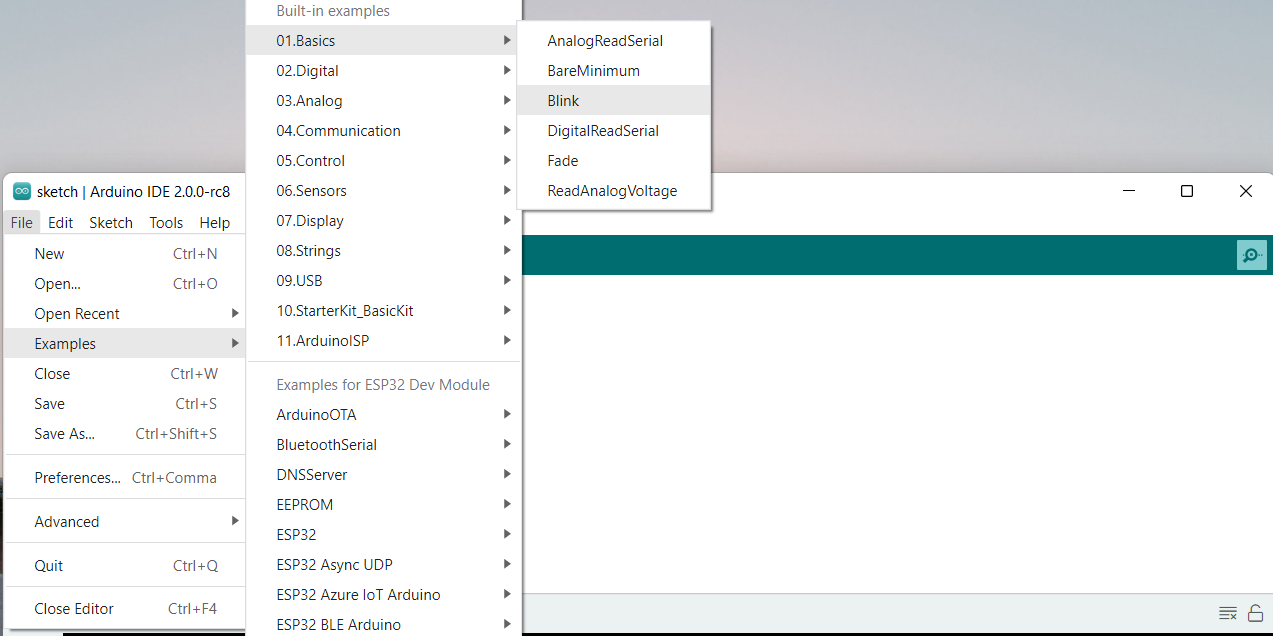 sketch | Arduino IDE 2.0.0-rc8
File Edit Sketch Tools Help
New Ctrl+N
Open... Ctrl+O
Open Recent
Examples
Close Ctrl+W
Save Ctrl+S
Save As... Ctrl+Shift+S
Preferences... Ctrl+Comma
Advanced
Quit Ctrl+Q
Close Editor Ctrl+F4
Built-in examples
01.Basics
02.Digital
03.Analog
04.Communication
05.Control
06.Sensors
07.Display
08.Strings
09.USB
10.StarterKit_BasicKit
11.ArduinoISP
Examples for ESP32 Dev Module
ArduinoOTA
BluetoothSerial
DNSServer
EEPROM
ESP32
ESP32 Async UDP
ESP32 Azure IoT Arduino
ESP32 BLE Arduino
AnalogReadSerial
BareMinimum
Blink
DigitalReadSerial
Fade
ReadAnalogVoltage